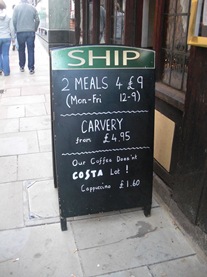 SHIP
2 MEALS 4 £9
(Mon-Fri 12-9)
CARVERY
from £4.95
Our Coffee Doesn't
COSTA Lot!
Cappucino £1.60